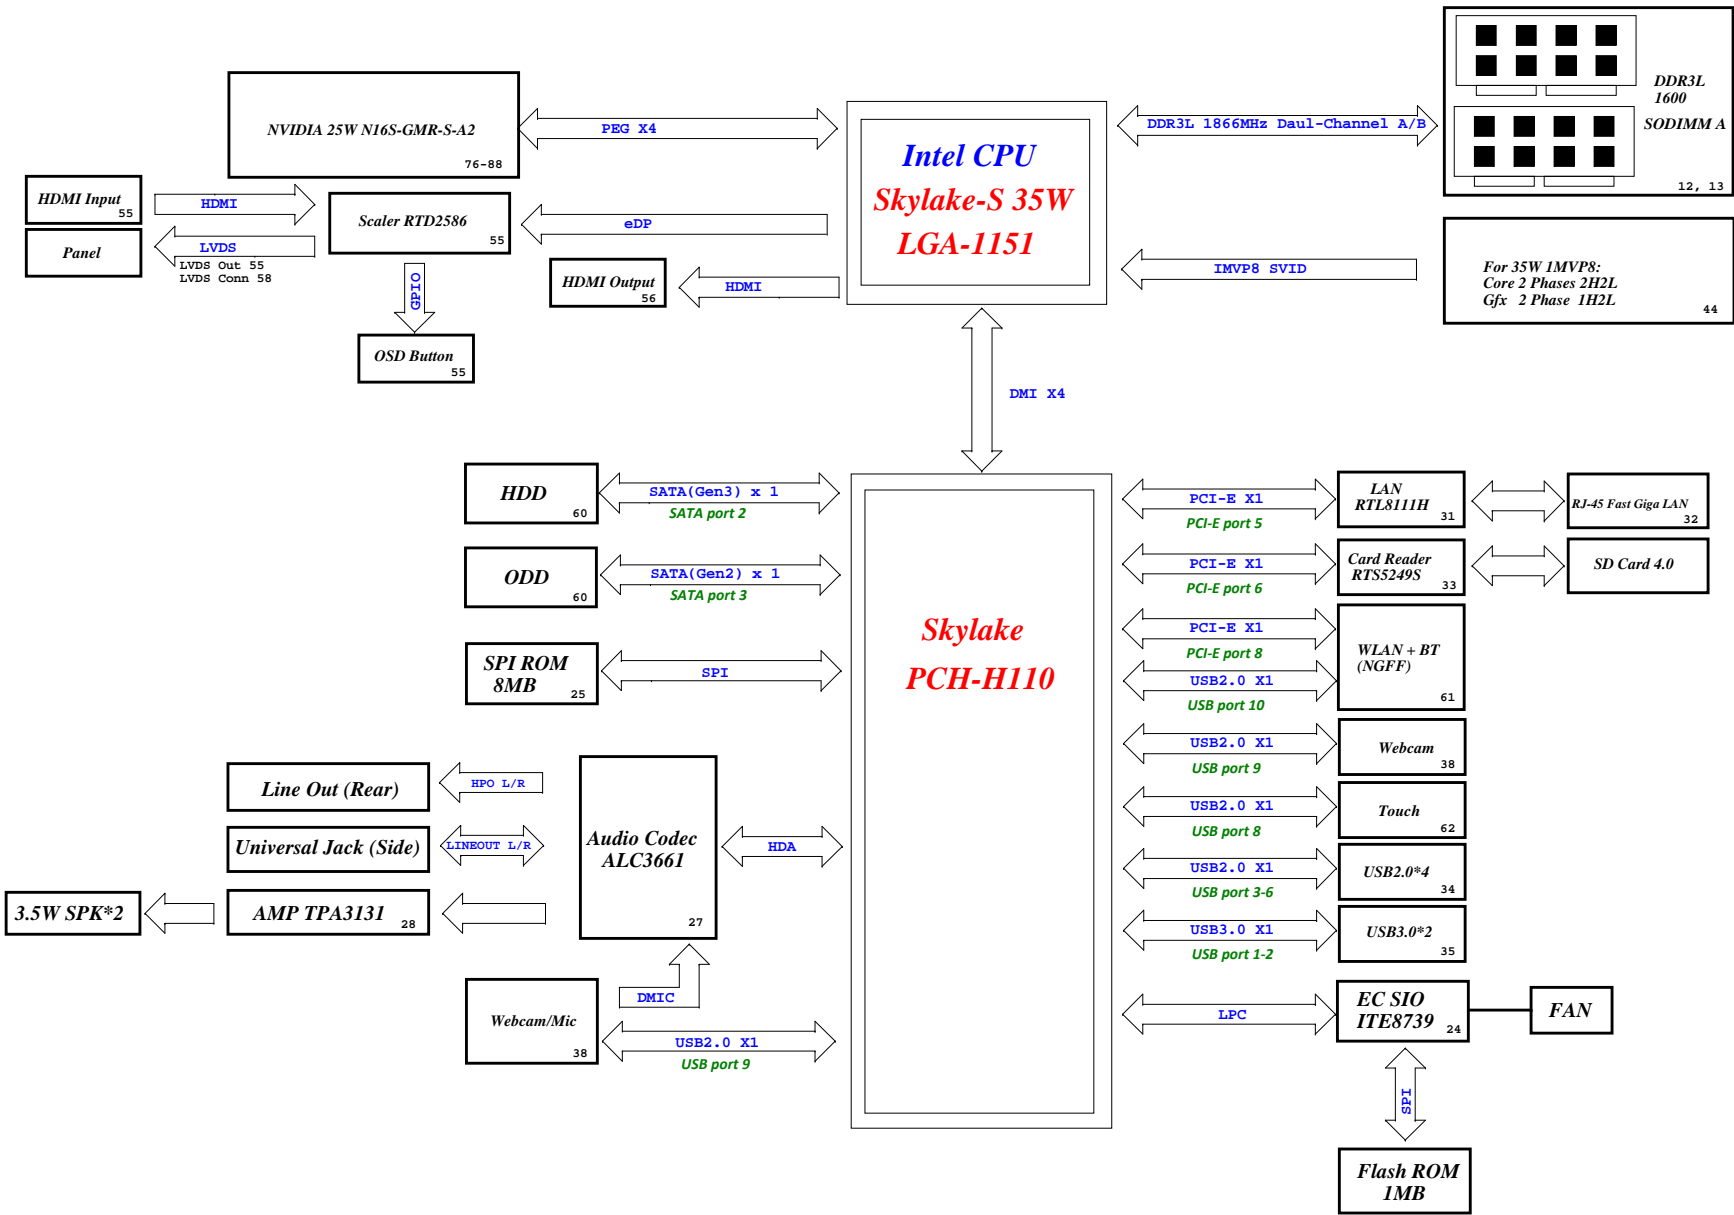 NVIDIA 25W N16S-GMR-S-A2
76-88
PEG X4
Intel CPU
Skylake-S 35W
LGA-1151
DDR3L 1866MHz Daul-Channel A/B
DDR3L
1600
SODIMM A
12, 13
HDMI Input
55
HDMI
Scaler RTD2586
55
eDP
Panel
LVDS
LVDS Out 55
LVDS Conn 58
GPIO
HDMI Output
56
HDMI
IMVP8 SVID
For 35W 1MVP8:
Core 2 Phases 2H2L
Gfx 2 Phase 1H2L
44
OSD Button
55
DMI X4
HDD
60
SATA(Gen3) x 1
SATA port 2
ODD
60
SATA(Gen2) x 1
SATA port 3
SPI ROM
8MB
25
SPI
Skylake
PCH-H110
PCI-E X1
PCI-E port 5
LAN
RTL8111H
31
RJ-45 Fast Giga LAN
32
PCI-E X1
PCI-E port 6
Card Reader
RTS5249S
33
SD Card 4.0
PCI-E X1
PCI-E port 8
USB2.0 X1
USB port 10
WLAN + BT
(NGFF)
61
USB2.0 X1
USB port 9
Webcam
38
USB2.0 X1
USB port 8
Touch
62
USB2.0 X1
USB port 3-6
USB2.0*4
34
USB3.0 X1
USB port 1-2
USB3.0*2
35
Line Out (Rear)
HPO L/R
Universal Jack (Side)
LINEOUT L/R
Audio Codec
ALC3661
27
HDA
3.5W SPK*2
AMP TPA3131
28
DMIC
Webcam/Mic
38
USB2.0 X1
USB port 9
LPC
EC SIO
ITE8739
24
FAN
SPI
Flash ROM
1MB